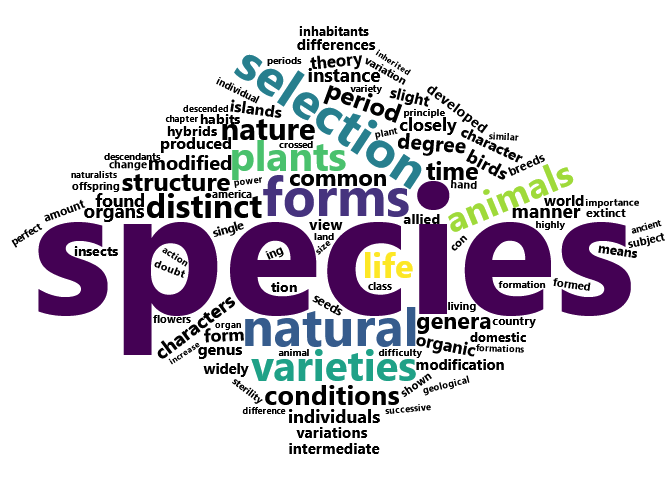 inhabitants
differences
periods
theory
inherited
variation
selection
instance
variety
individual
period
slight
developed
descended
islands
principle
chapter
habits
closely
character
similar
hybrids
nature
plant
degree
birds
breeds
produced
crossed
descendants
change
modified
plants
common
time
naturalists
offspring
structure
power
america
forms
hand
animals
world
importance
found
distinct
allied
manner
extinct
perfect
amount
organs
single
view
highly
ancient
subject
species
insects
action
doubt
ing
land
size
life
con
means
tion
class
formation
formed
seeds
living
flowers
characters
organ
natural
genera
country
increase
form
genus
animal
difficulty
organic
domestic
formations
widely
varieties
modification
sterility
conditions
shown
geological
difference
individuals
successive
variations
intermediate